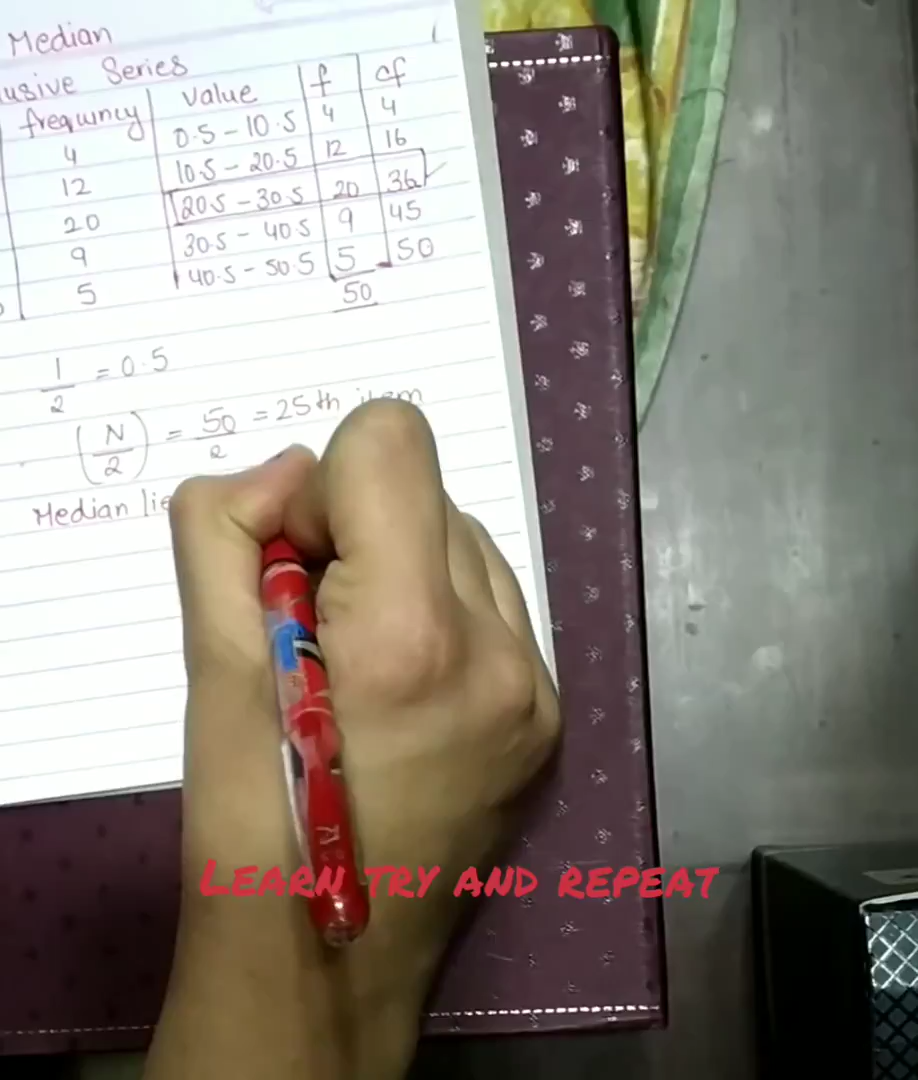 Median
usive Series
frequency value f cf
4 0.5 – 10.5 4 4
12 10.5 – 20.5 12 16
20 20.5 – 30.5 20 36
9 30.5 – 40.5 9 45
5 40.5 – 50.5 5 50
50
1/2 = 0.5
(N/2) = 50/2 = 25th item
Median lie
LEARN TRY AND REPEAT